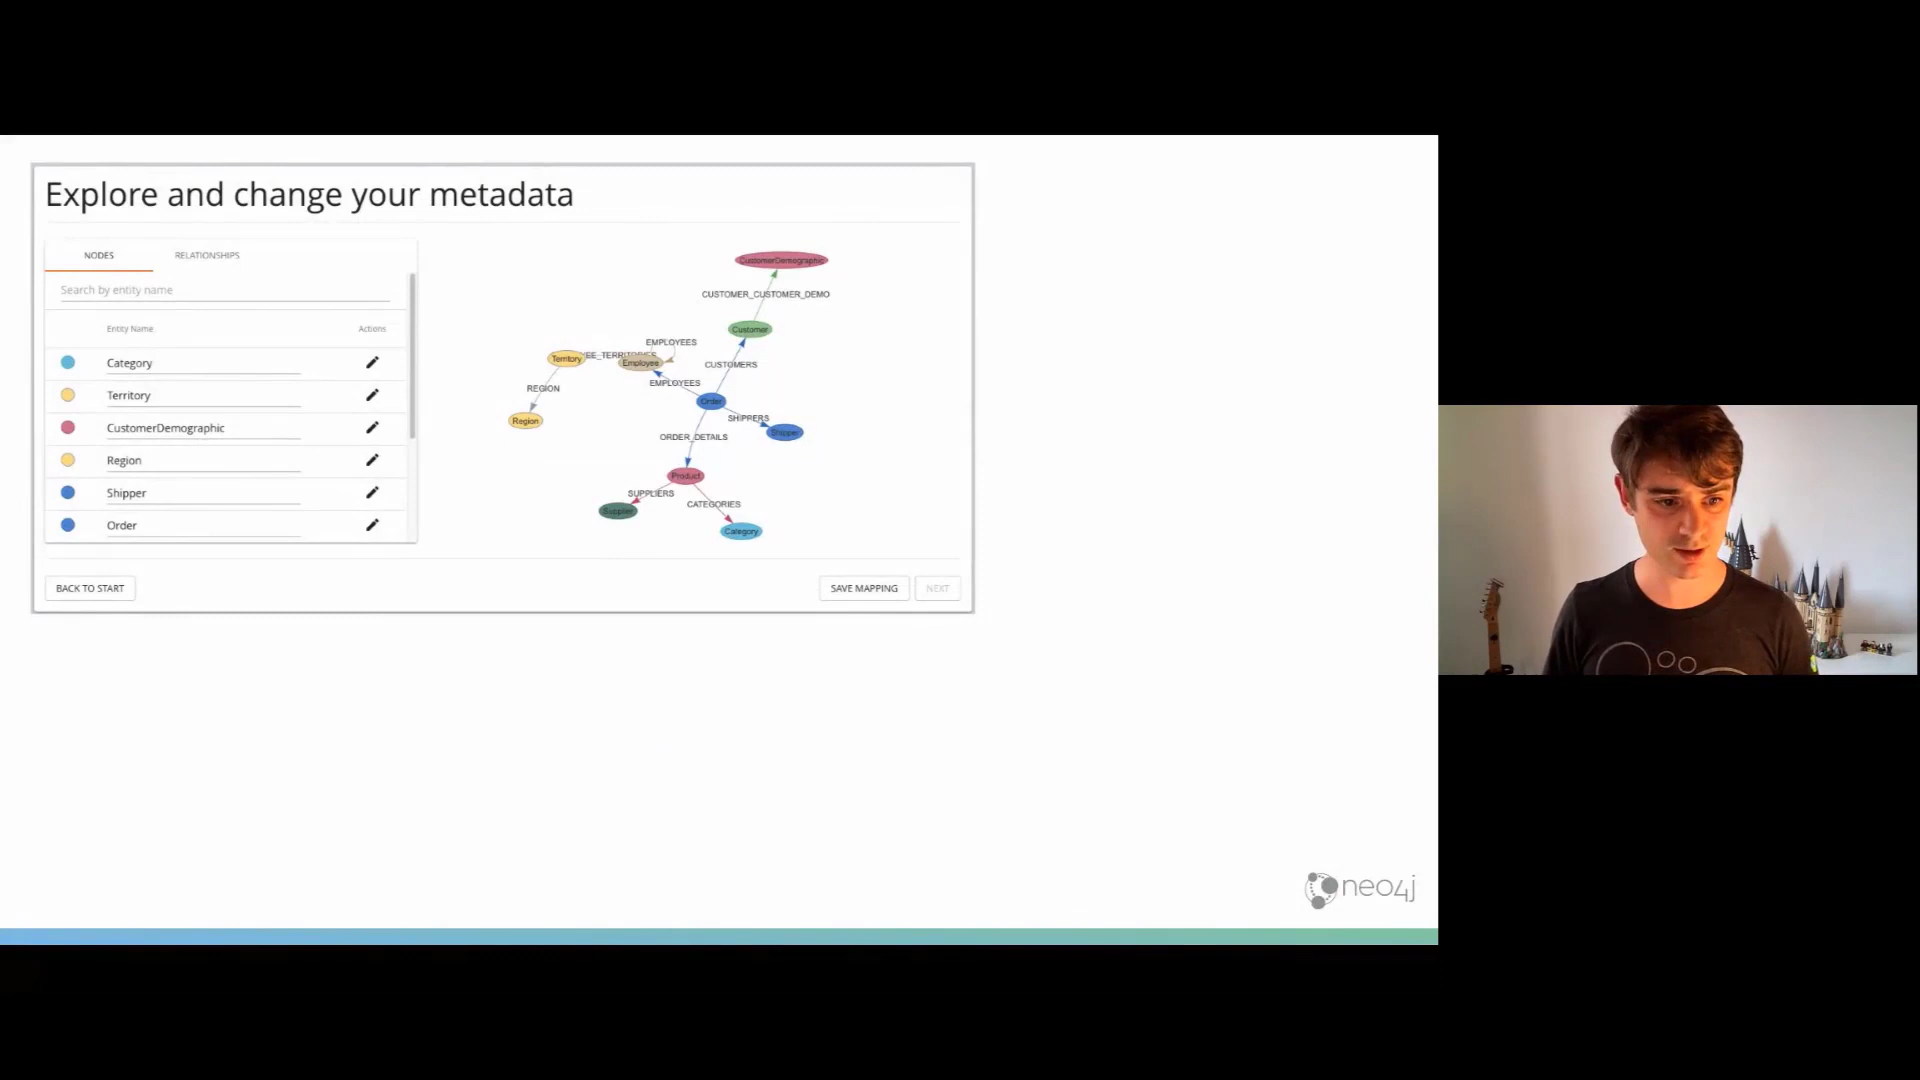 Explore and change your metadata
NODES RELATIONSHIPS
Search by entity name
Entity Name Actions
Category
Territory
CustomerDemographic
Region
Shipper
Order
CustomerDemographic
CUSTOMER_CUSTOMER_DEMO
Customer
EMPLOYEES
Territory EE_TERRITORIES Employee
CUSTOMERS
REGION EMPLOYEES
Order
Region SHIPPERS
Shipper
ORDER_DETAILS
Product
SUPPLIERS CATEGORIES
Supplier
Category
BACK TO START SAVE MAPPING NEXT
neo4j